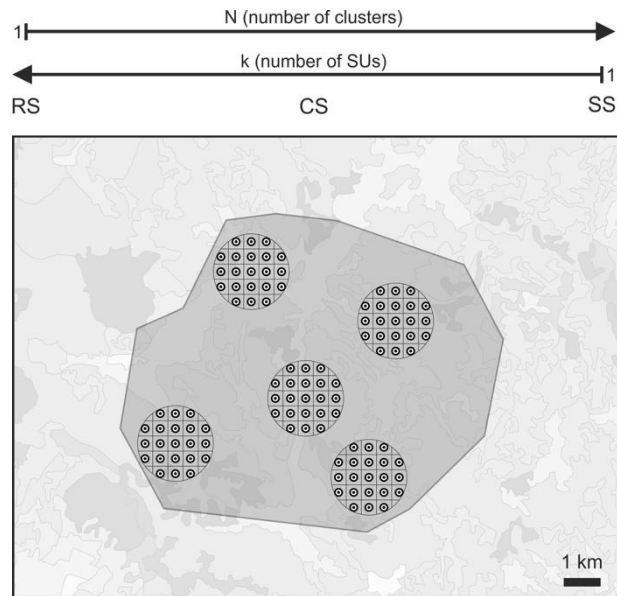 N (number of clusters)
1
k (number of SUs)
1
RS CS SS
1 km